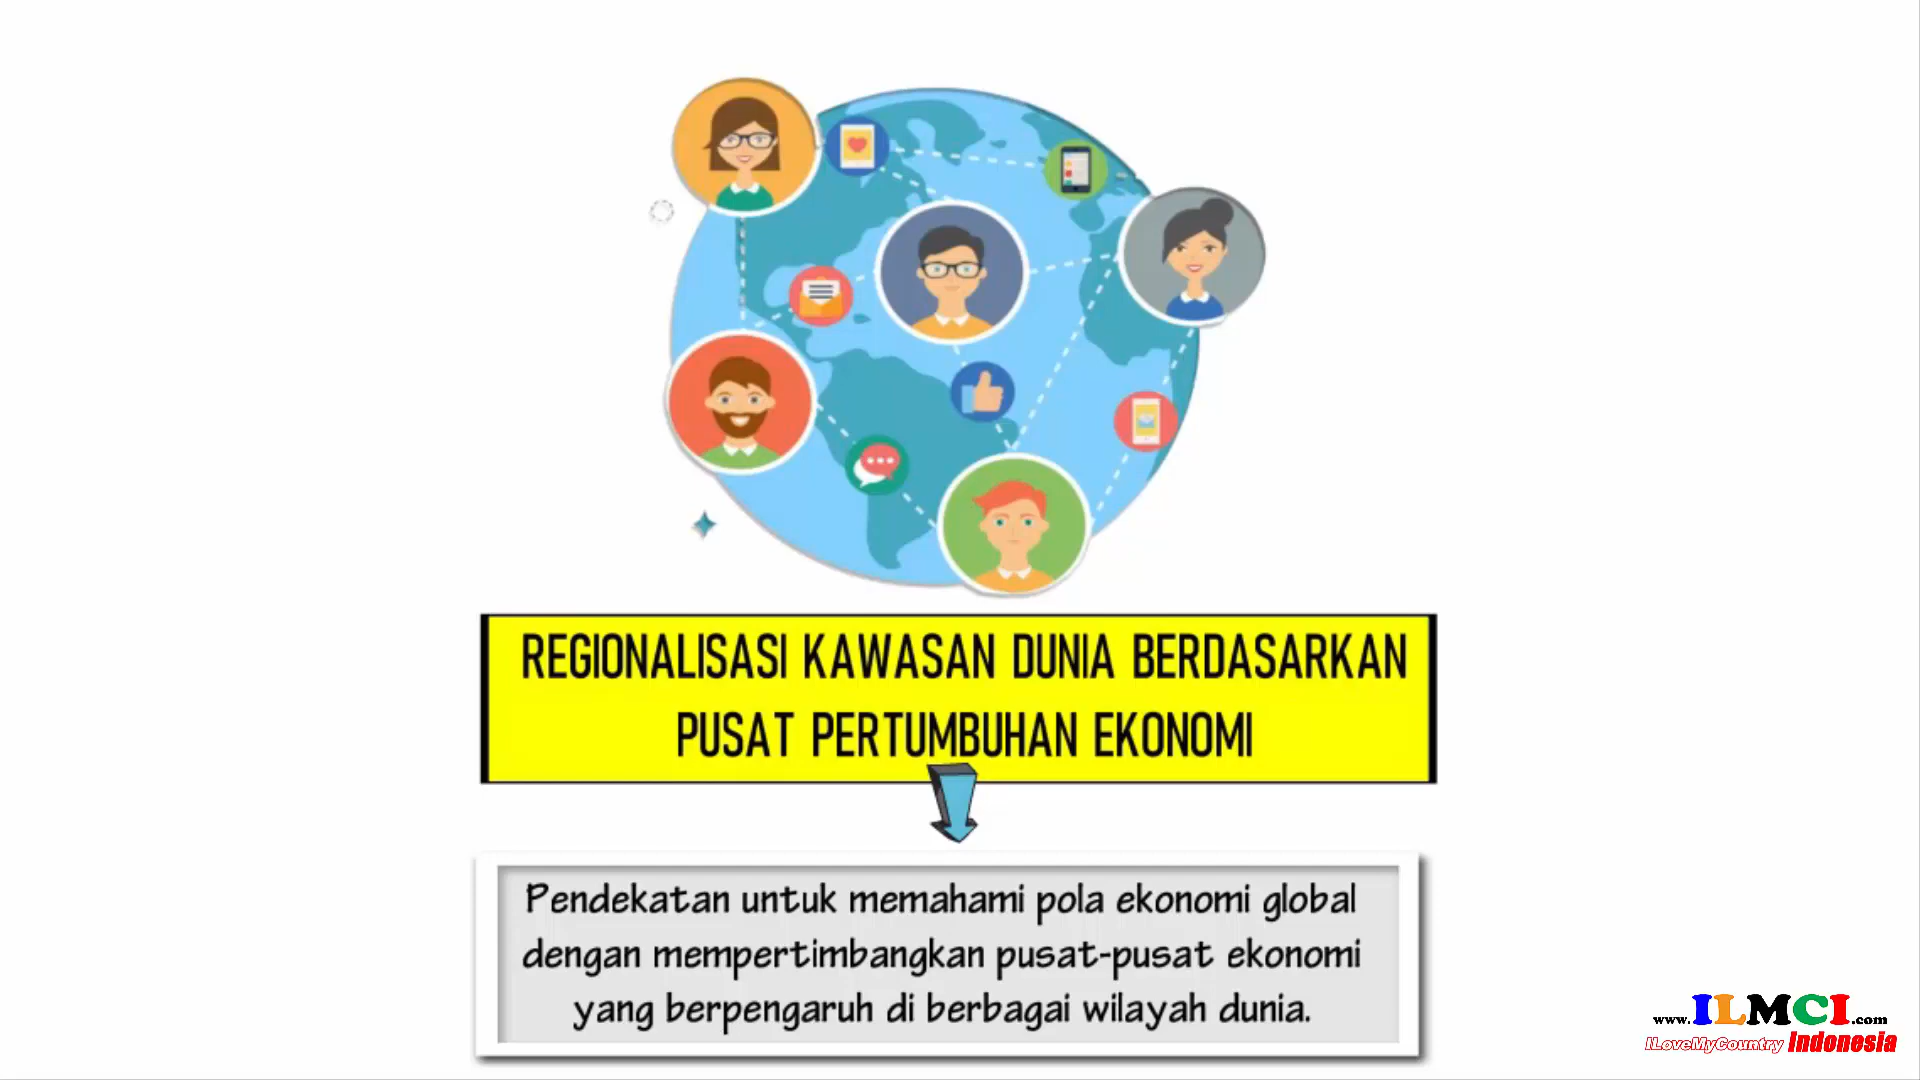 REGIONALISASI KAWASAN DUNIA BERDASARKAN
PUSAT PERTUMBUHAN EKONOMI
Pendekatan untuk memahami pola ekonomi global
dengan mempertimbangkan pusat-pusat ekonomi
yang berpengaruh di berbagai wilayah dunia.
www.ILMCI.com
ILoveMyCountry Indonesia